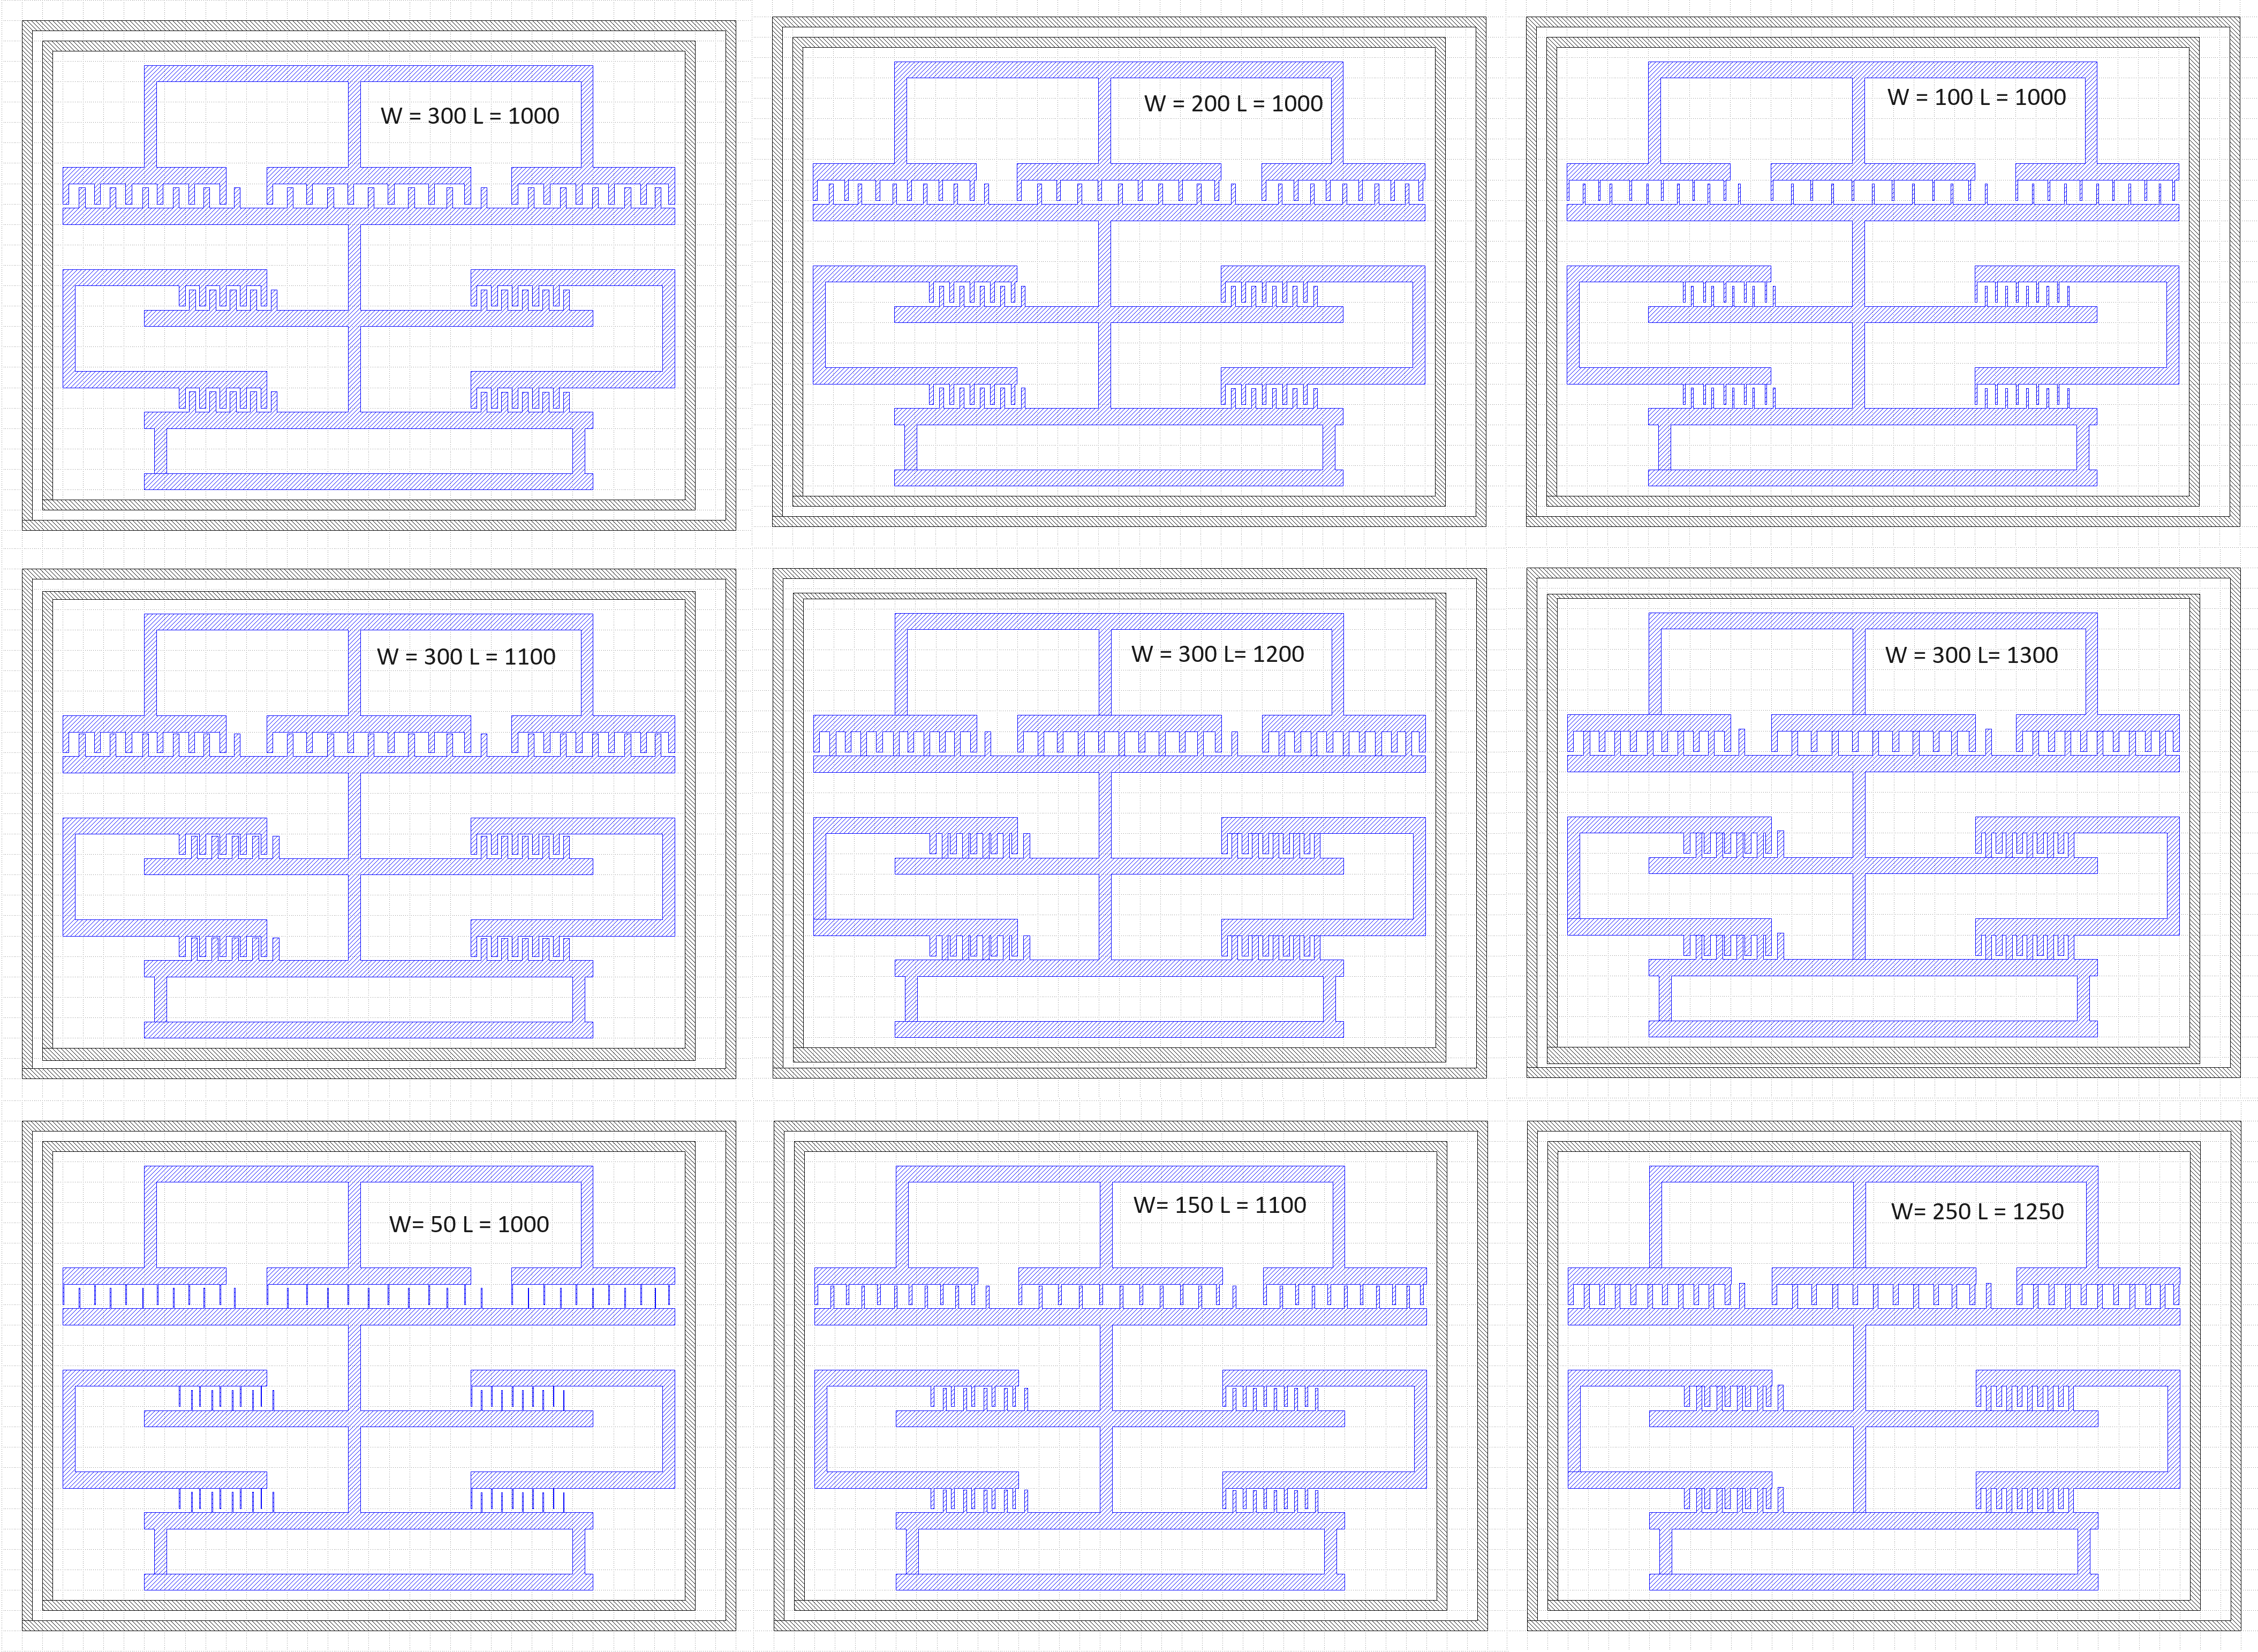 W = 300 L = 1000
W = 200 L = 1000
W = 100 L = 1000
W = 300 L = 1100
W = 300 L= 1200
W = 300 L= 1300
W= 50 L = 1000
W= 150 L = 1100
W= 250 L = 1250